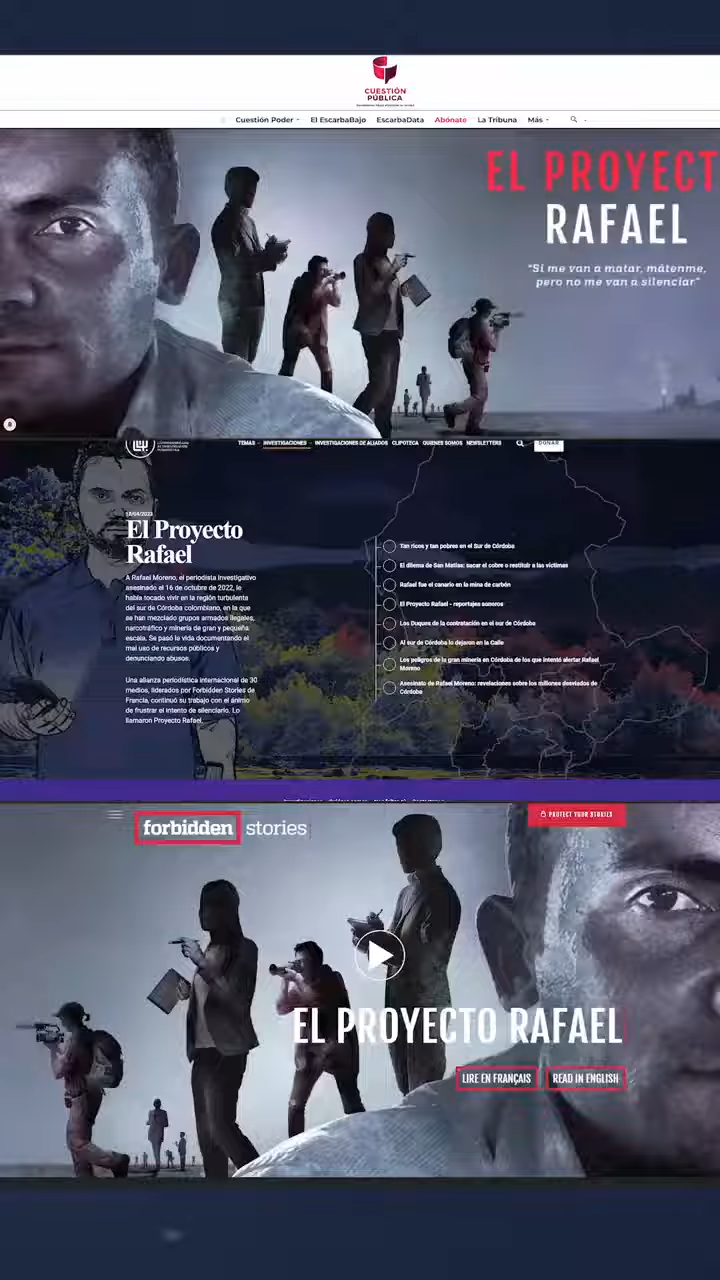 CUESTIÓN
PÚBLICA
Cuestión Poder
El EscarbaBajo
EscarbaData
Abónate
La Tribuna
Más
EL PROYECT
RAFAEL
"Si me van a matar, mátenme,
pero no me van a silenciar"
TEMAS
INVESTIGACIONES
INVESTIGACIONES DE ALIADOS
CLIPOTECA
QUIENES SOMOS
NEWSLETTERS
DONAR
18/04/2023
El Proyecto
Rafael
A Rafael Moreno, el periodista investigativo
asesinado el 16 de octubre de 2022, le
había tocado vivir en la región turbulenta
del sur de Córdoba colombiano, en la que
se han mezclado grupos armados ilegales,
narcotráfico y minería de gran y pequeña
escala. Se pasó la vida documentando el
mal uso de recursos públicos y
denunciando abusos.
Una alianza periodística internacional de 30
medios, liderados por Forbidden Stories de
Francia, continuó su trabajo con el ánimo
de frustrar el intento de silenciarlo. Lo
llamaron Proyecto Rafael.
Tan ricos y tan pobres en el Sur de Córdoba
El dilema de San Matías: sacar el cobre o restituir a las víctimas
Rafael fue el canario en la mina de carbón
El Proyecto Rafael - reportajes sonoros
Los Duques de la contratación en el sur de Córdoba
Al sur de Córdoba lo dejaron en la Calle
Los peligros de la gran minería en Córdoba de los que intentó alertar Rafael
Moreno
Asesinato de Rafael Moreno: revelaciones sobre los millones desviados de
Córdoba
forbidden stories
PROTECT YOUR STORIES
EL PROYECTO RAFAEL
LIRE EN FRANÇAIS
READ IN ENGLISH